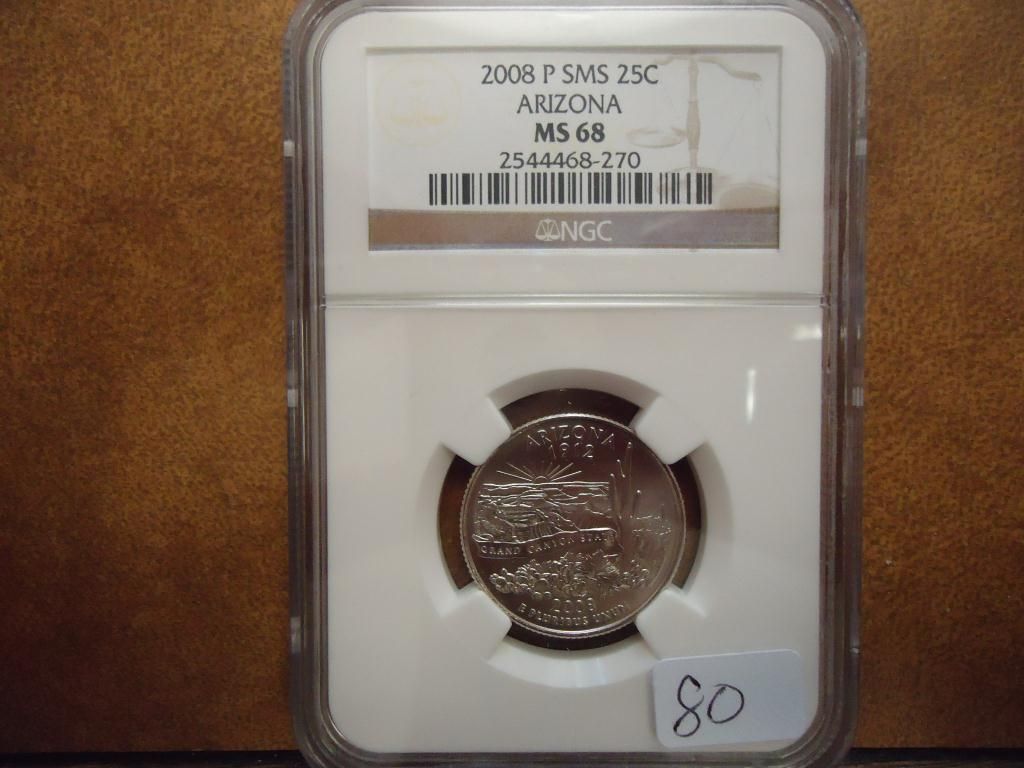 2008 P SMS 25C
ARIZONA
MS 68
2544468-270
NGC
ARIZONA
1912
GRAND CANYON STATE
2008
E PLURIBUS UNUM
80